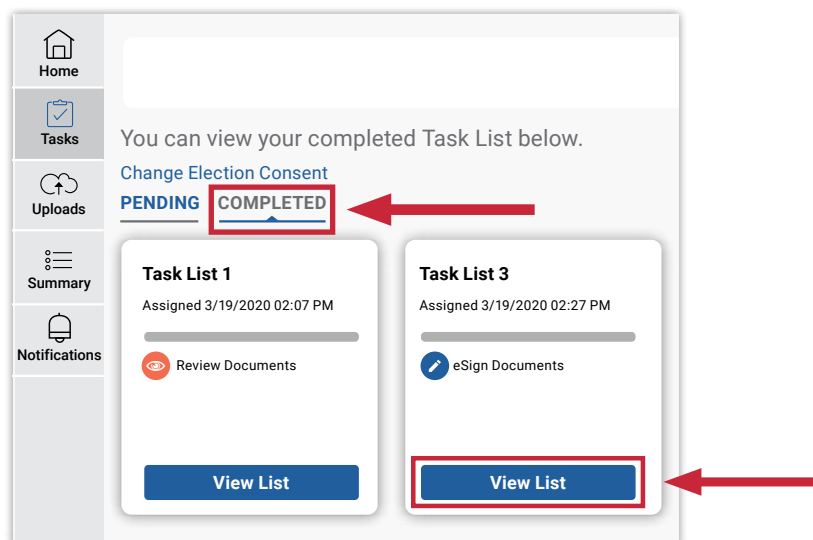 Home
Tasks
Uploads
Summary
Notifications
You can view your completed Task List below.
Change Election Consent
PENDING COMPLETED
Task List 1
Assigned 3/19/2020 02:07 PM
Review Documents
View List
Task List 3
Assigned 3/19/2020 02:27 PM
eSign Documents
View List